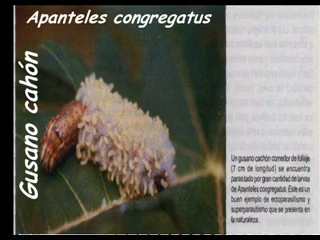 Apanteles congregatus
Gusano cahón
Un gusano cachón comedor de follaje
(7 cm de longitud) se encuentra
parasitado por gran cantidad de larvas
de Apanteles congregatus. Este es un
buen ejemplo de ectoparasitismo y
superparasitismo que se presenta en
la naturaleza.